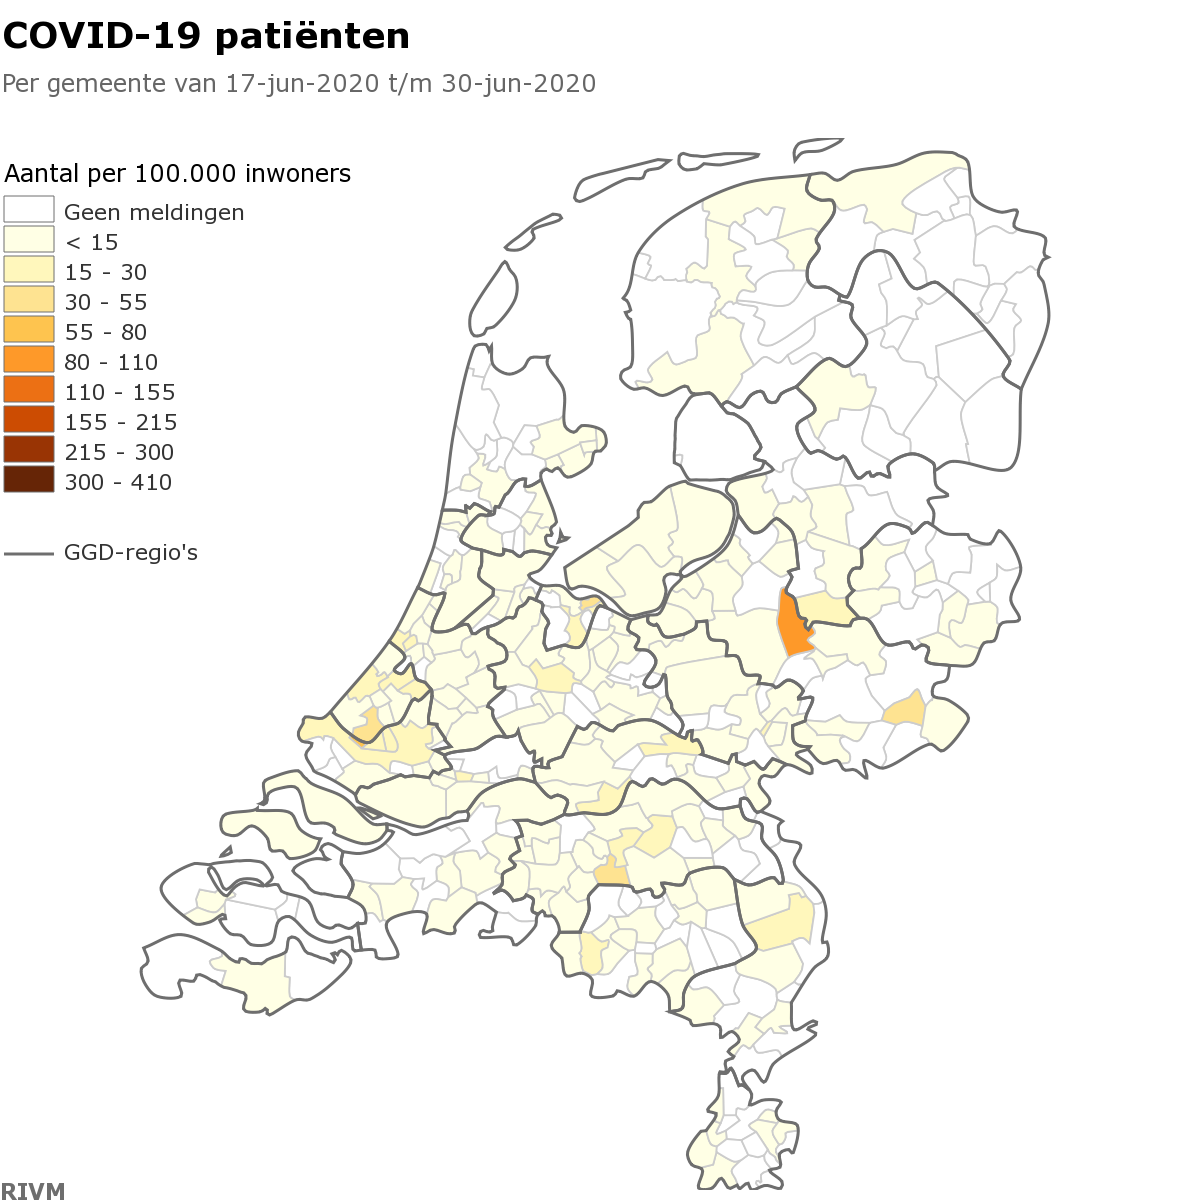 COVID-19 patiënten
Per gemeente van 17-jun-2020 t/m 30-jun-2020
Aantal per 100.000 inwoners
Geen meldingen
< 15
15 - 30
30 - 55
55 - 80
80 - 110
110 - 155
155 - 215
215 - 300
300 - 410
GGD-regio's
RIVM